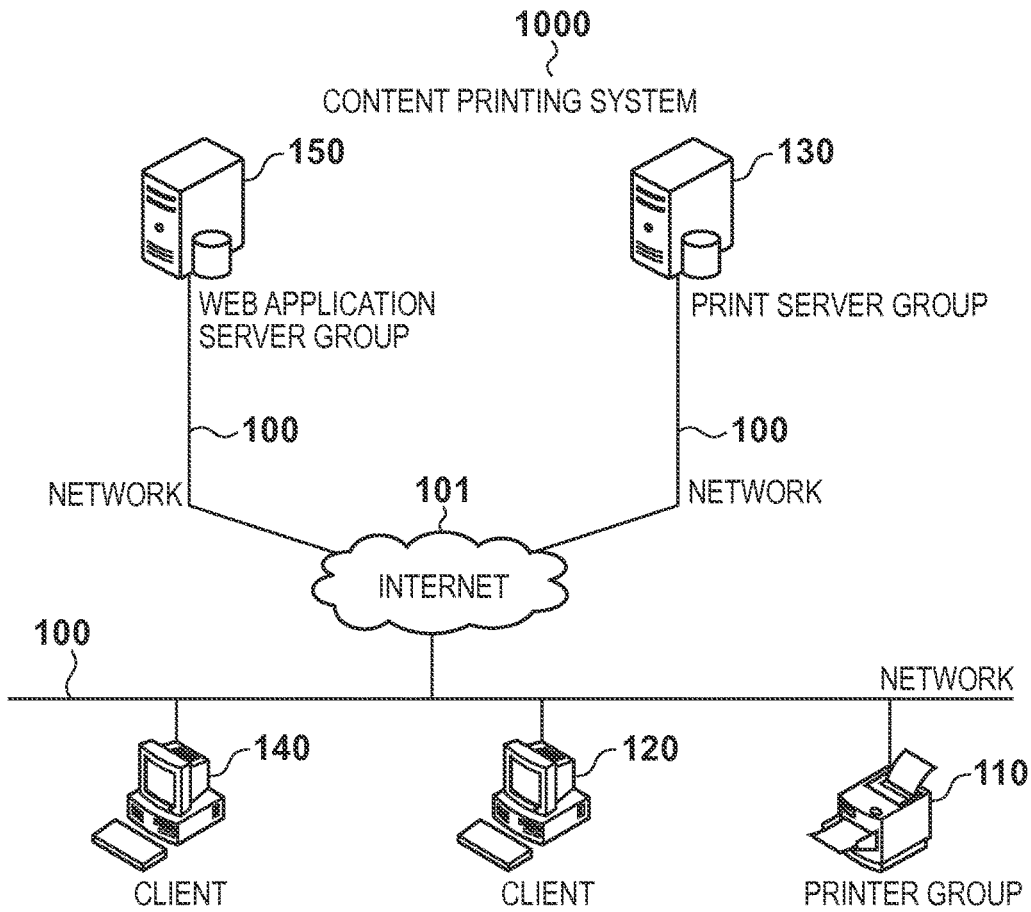 1000
CONTENT PRINTING SYSTEM
150
130
WEB APPLICATION
SERVER GROUP
PRINT SERVER GROUP
100
100
NETWORK
101
NETWORK
INTERNET
100
NETWORK
140
120
110
CLIENT
CLIENT
PRINTER GROUP